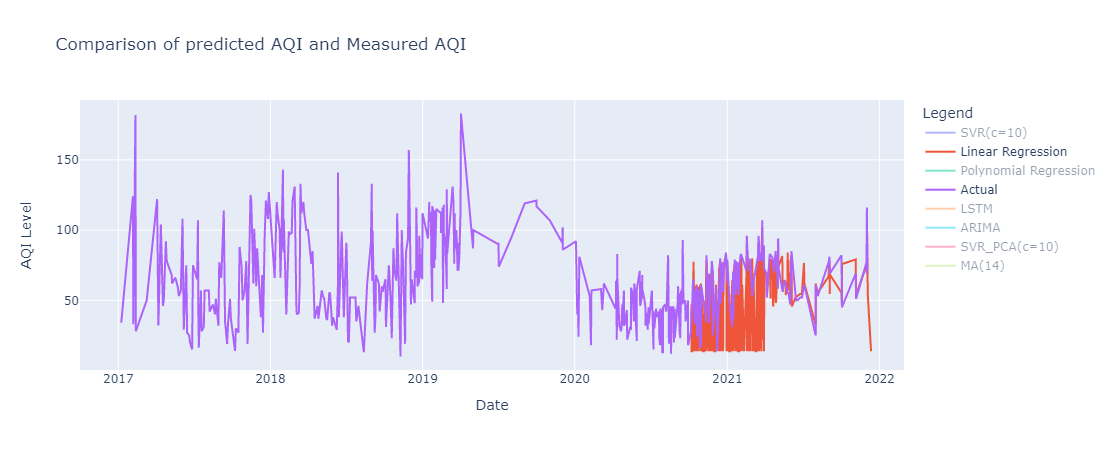 Comparison of predicted AQI and Measured AQI
AQI Level
150
100
50
2017
2018
2019
2020
2021
2022
Date
Legend
SVR(c=10)
Linear Regression
Polynomial Regression
Actual
LSTM
ARIMA
SVR_PCA(c=10)
MA(14)